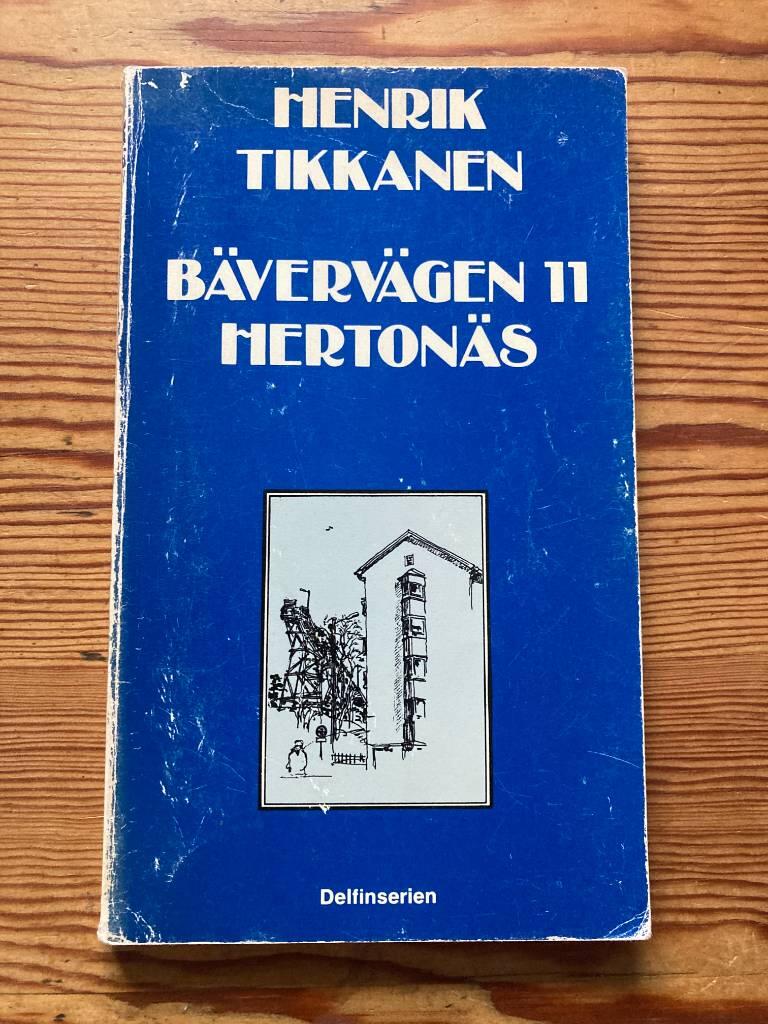 HENRIK
TIKKANEN
BÄVERVÄGEN 11
HERTONÄS
Delfinserien